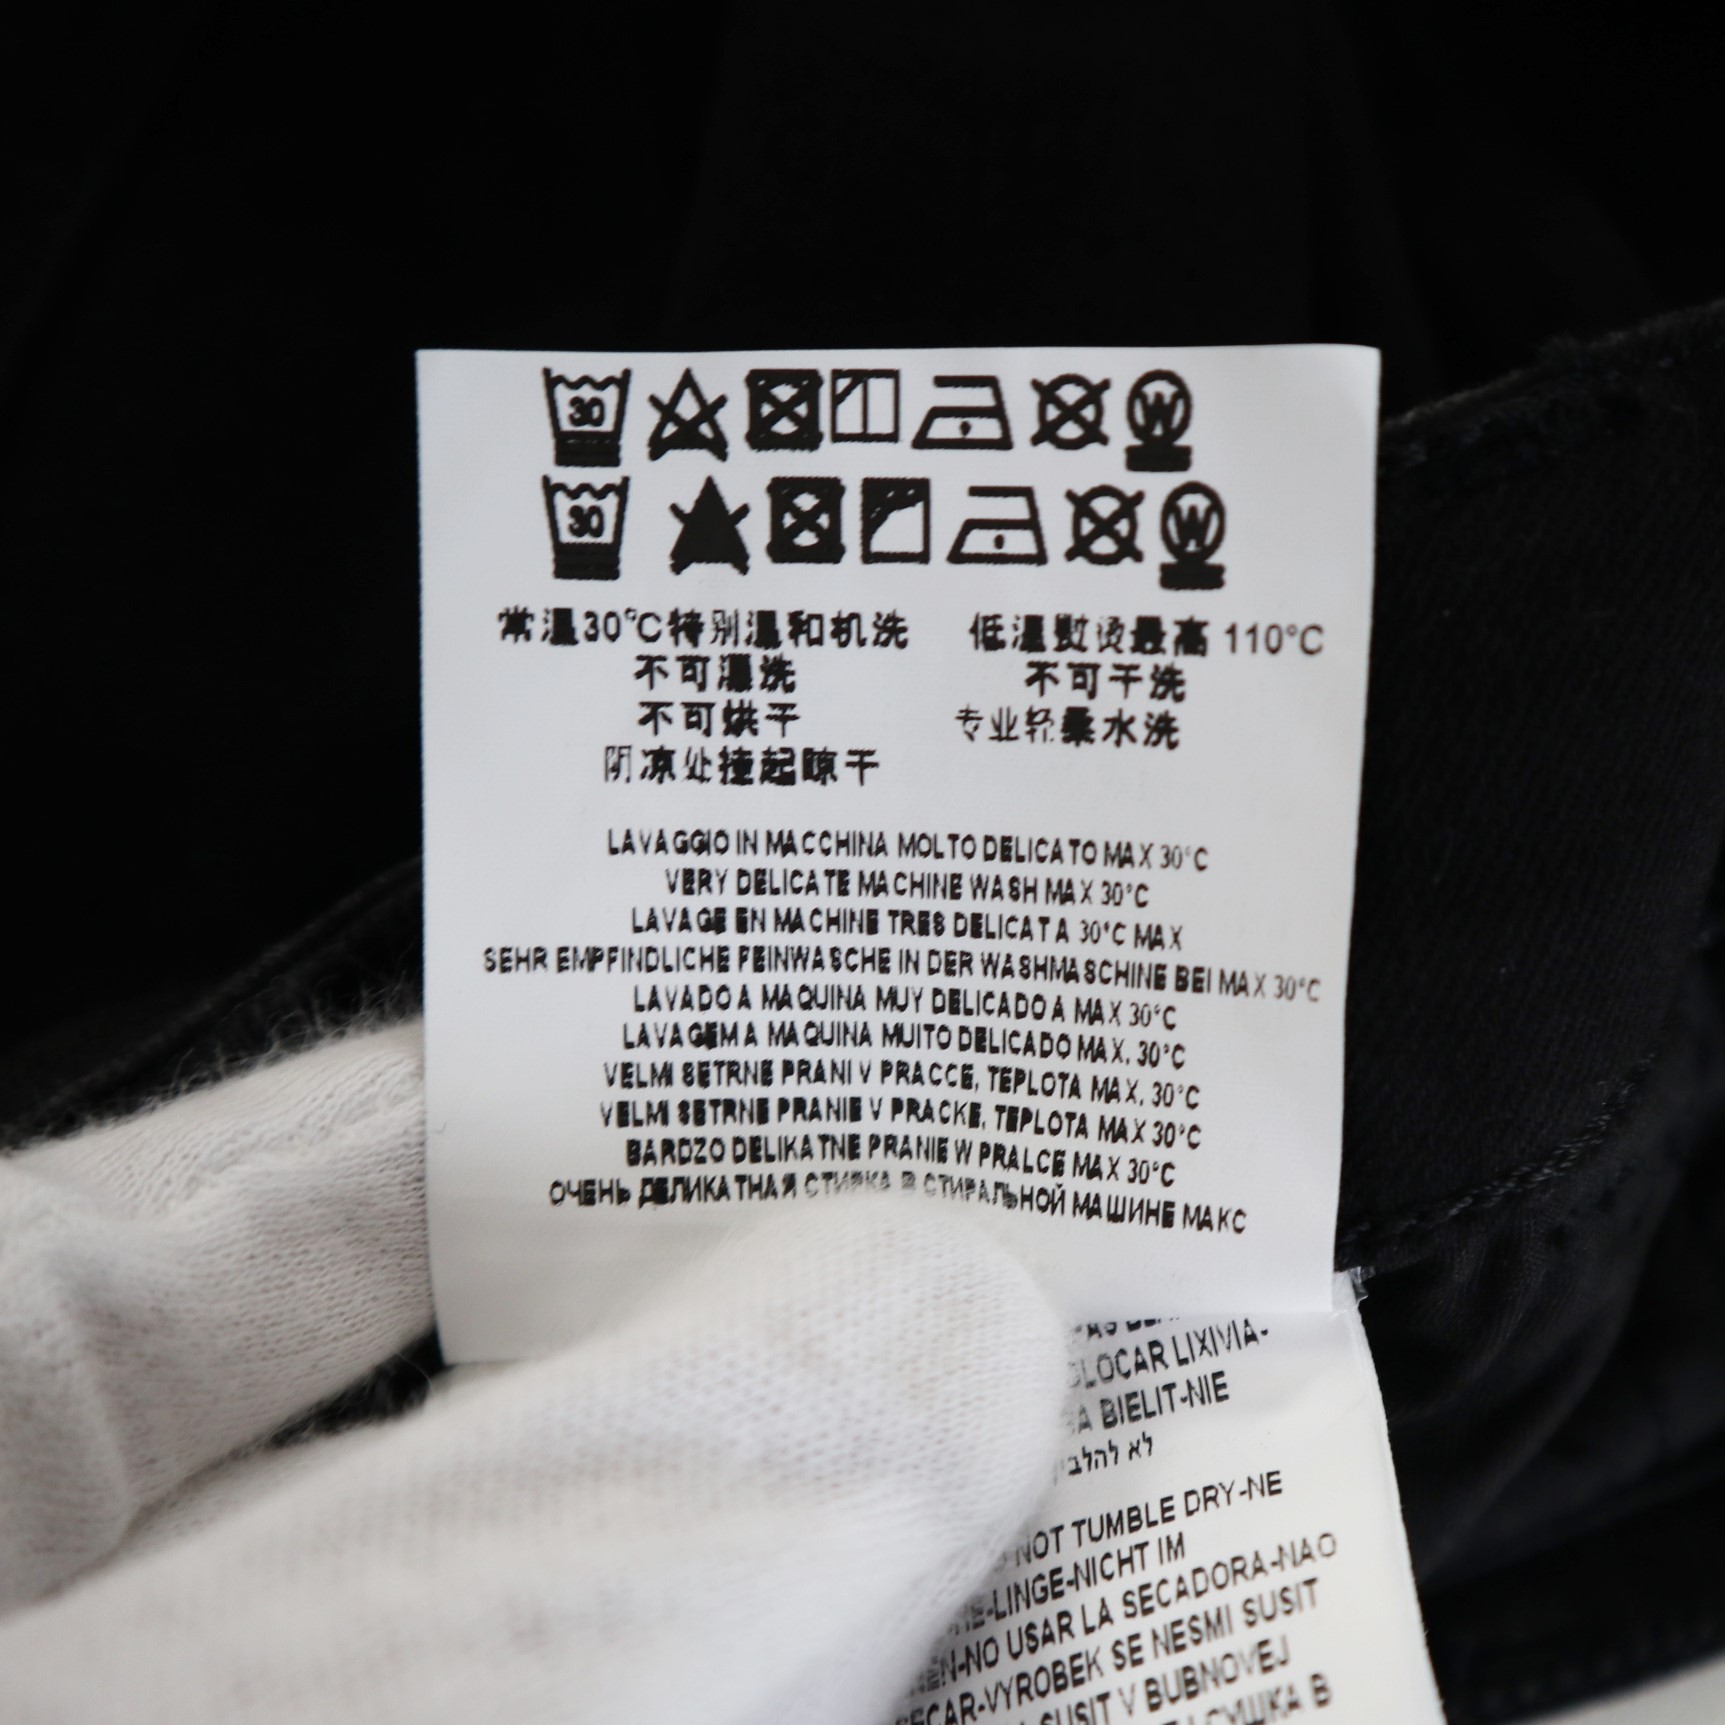 30 W
30 W
常温30℃特别温和机洗 低温熨烫最高 110°C
不可漂洗 不可干洗
不可烘干 专业轻柔水洗
阴凉处挂起晾干
LAVAGGIO IN MACCHINA MOLTO DELICATO MAX 30°C
VERY DELICATE MACHINE WASH MAX 30°C
LAVAGE EN MACHINE TRES DELICAT A 30°C MAX
SEHR EMPFINDLICHE FEINWASCHE IN DER WASHMASCHINE BEI MAX 30°C
LAVADO A MAQUINA MUY DELICADO A MAX 30°C
LAVAGEM A MAQUINA MUITO DELICADO MAX. 30°C
VELMI SETRNE PRANI V PRACCE, TEPLOTA MAX. 30°C
VELMI SETRNE PRANIE V PRACKE, TEPLOTA MAX 30°C
BARDZO DELIKATNE PRANIE W PRALCE MAX 30°C
ОЧЕНЬ ДЕЛИКАТНАЯ СТИРКА В СТИРАЛЬНОЙ МАШИНЕ МАКС
LIXIVIA-
BIELIT-NIE
לא
NOT TUMBLE DRY-NE
-LINGE-NICHT IM
-NO USAR LA SECADORA-NAO
-VYROBEK SE NESMI SUSIT
SUSIT V BUBNOVEJ
СУШКА В